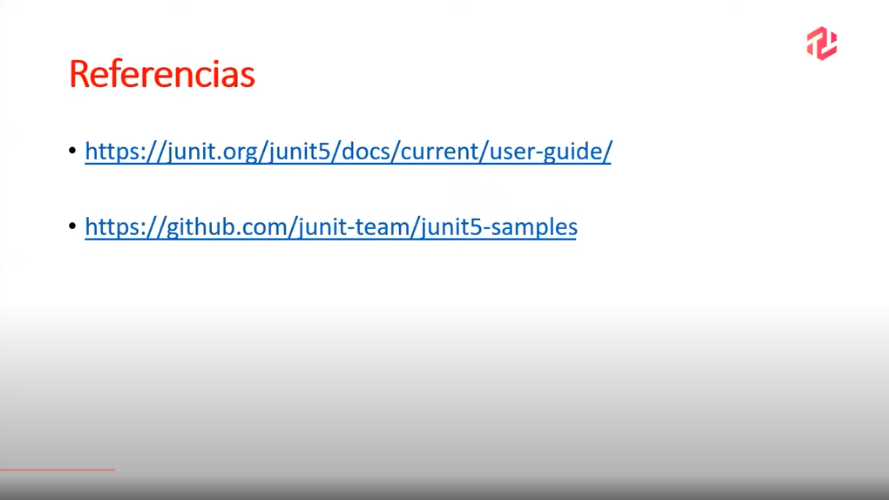 Referencias
• https://junit.org/junit5/docs/current/user-guide/
• https://github.com/junit-team/junit5-samples